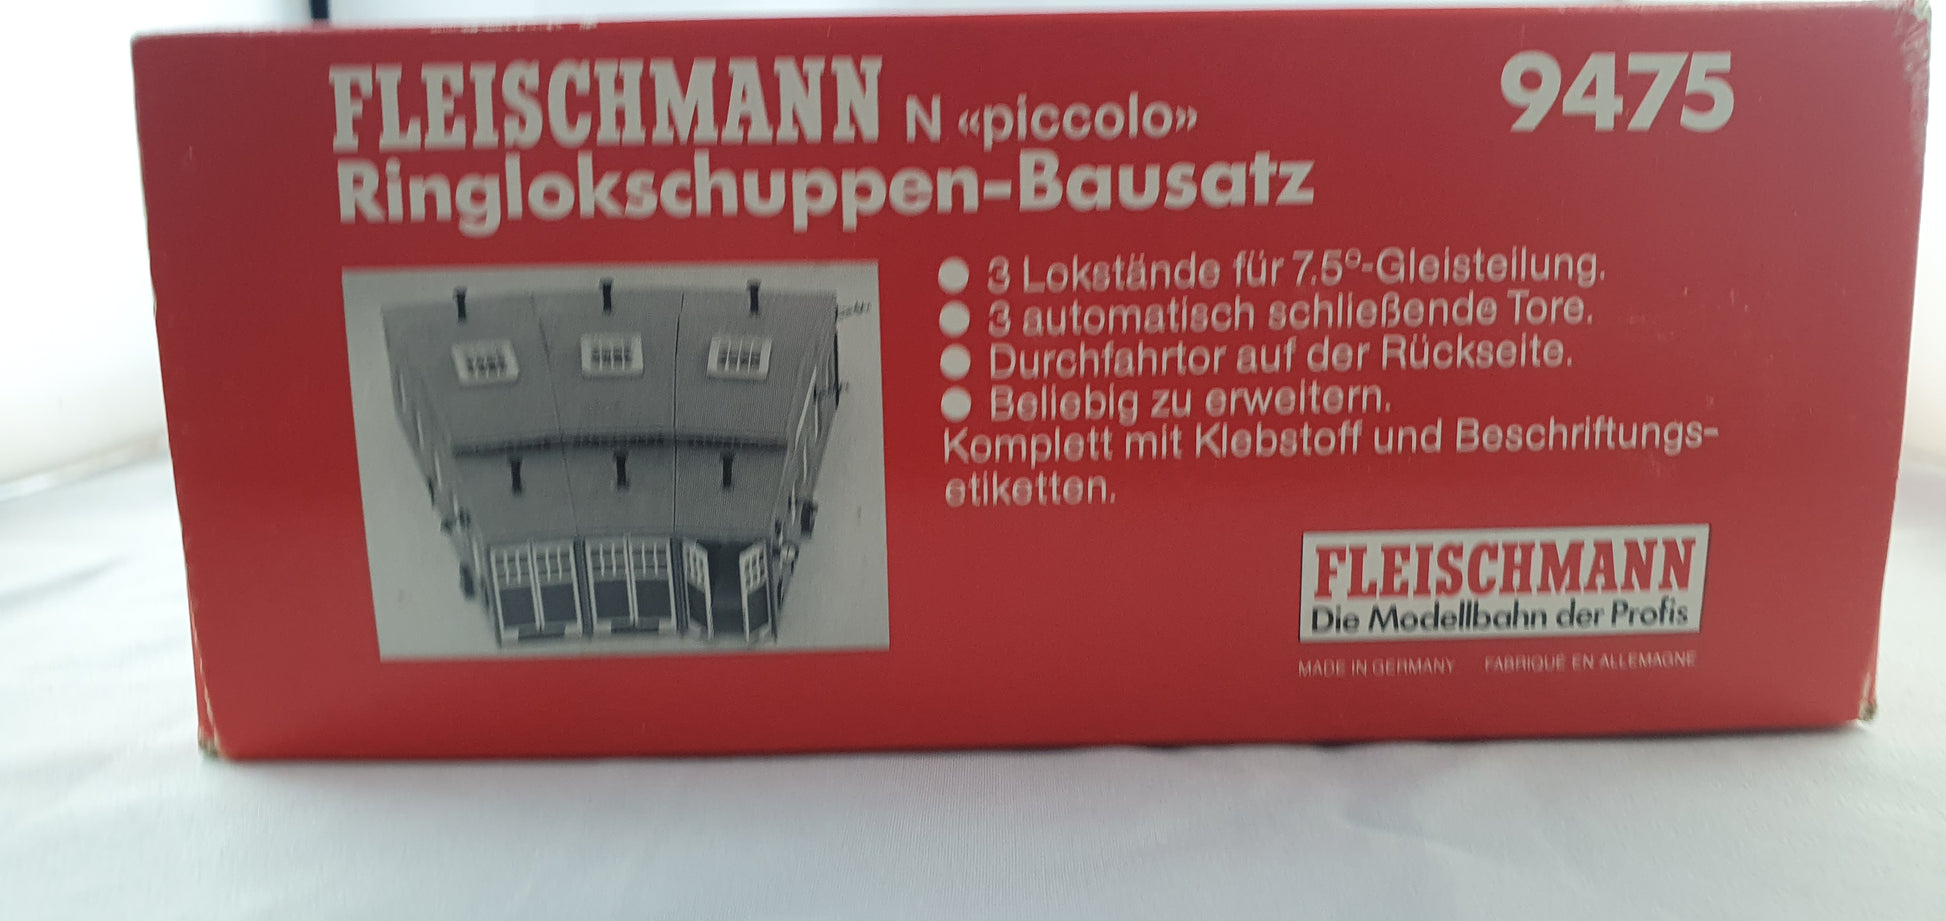 FLEISCHMANN N «piccolo» 9475
Ringlokschuppen-Bausatz
● 3 Lokstände für 7,5°-Gleisteilung.
● 3 automatisch schließende Tore.
● Durchfahrtor auf der Rückseite.
● Beliebig zu erweitern.
Komplett mit Klebstoff und Beschriftungs-
etiketten.
FLEISCHMANN
Die Modellbahn der Profis
MADE IN GERMANY FABRIQUE EN ALLEMAGNE